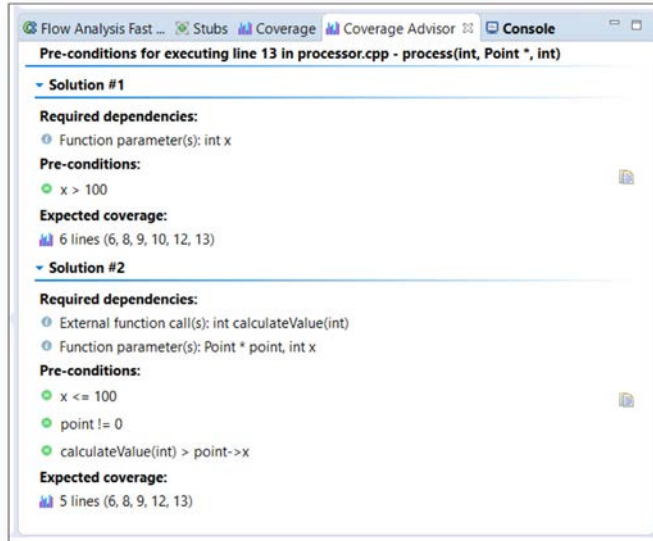 Flow Analysis Fast ... Stubs Coverage Coverage Advisor Console
Pre-conditions for executing line 13 in processor.cpp - process(int, Point *, int)
Solution #1
Required dependencies:
Function parameter(s): int x
Pre-conditions:
x > 100
Expected coverage:
6 lines (6, 8, 9, 10, 12, 13)
Solution #2
Required dependencies:
External function call(s): int calculateValue(int)
Function parameter(s): Point * point, int x
Pre-conditions:
x <= 100
point != 0
calculateValue(int) > point->x
Expected coverage:
5 lines (6, 8, 9, 12, 13)